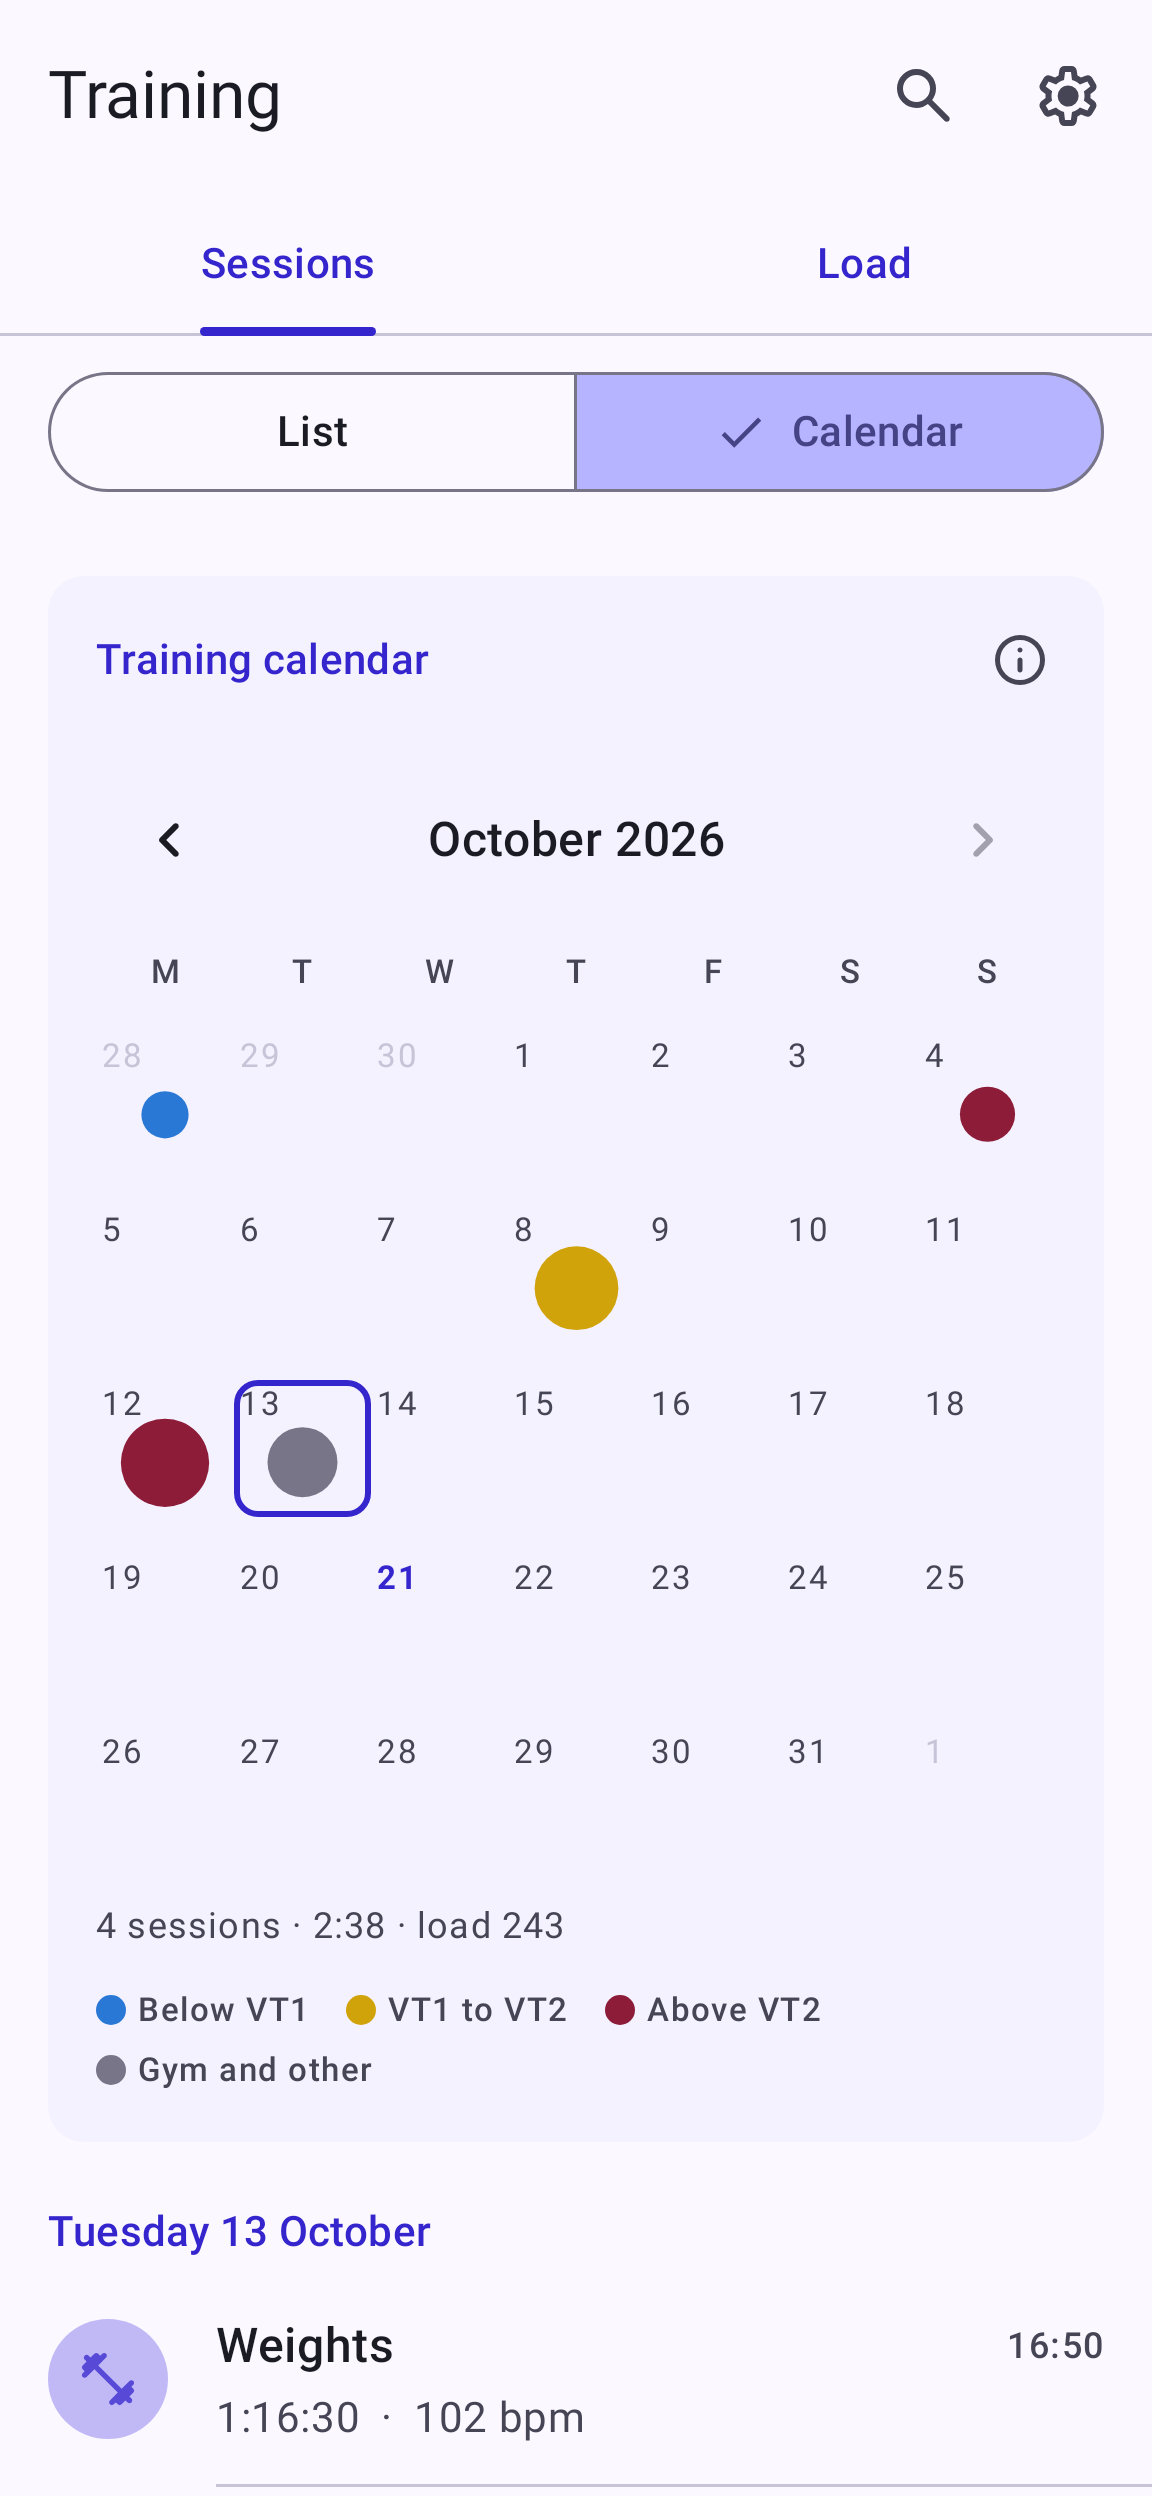 Training
Sessions Load
List Calendar
Training calendar
October 2026
M T W T F S S
28 29 30 1 2 3 4
5 6 7 8 9 10 11
12 13 14 15 16 17 18
19 20 21 22 23 24 25
26 27 28 29 30 31 1
4 sessions · 2:38 · load 243
Below VT1 VT1 to VT2 Above VT2
Gym and other
Tuesday 13 October
Weights 16:50
1:16:30 · 102 bpm